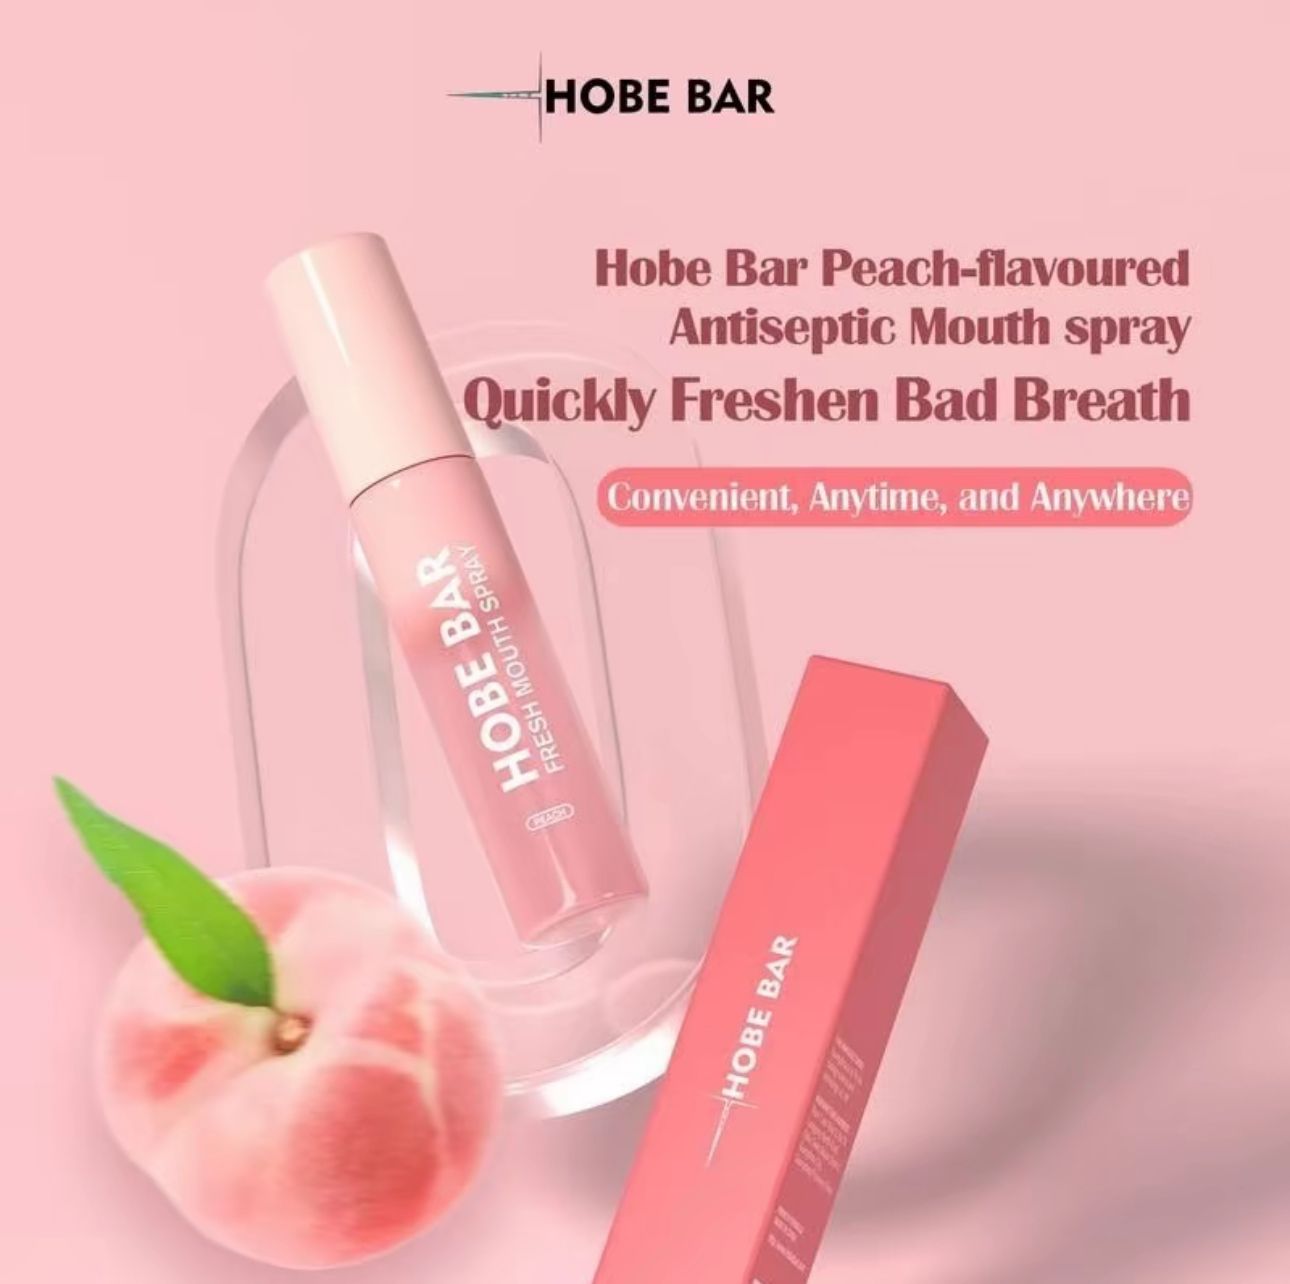 HOBE BAR
Hobe Bar Peach-flavoured
Antiseptic Mouth spray
Quickly Freshen Bad Breath
Convenient, Anytime, and Anywhere
HOBE BAR
FRESH MOUTH SPRAY
PEACH
HOBE BAR